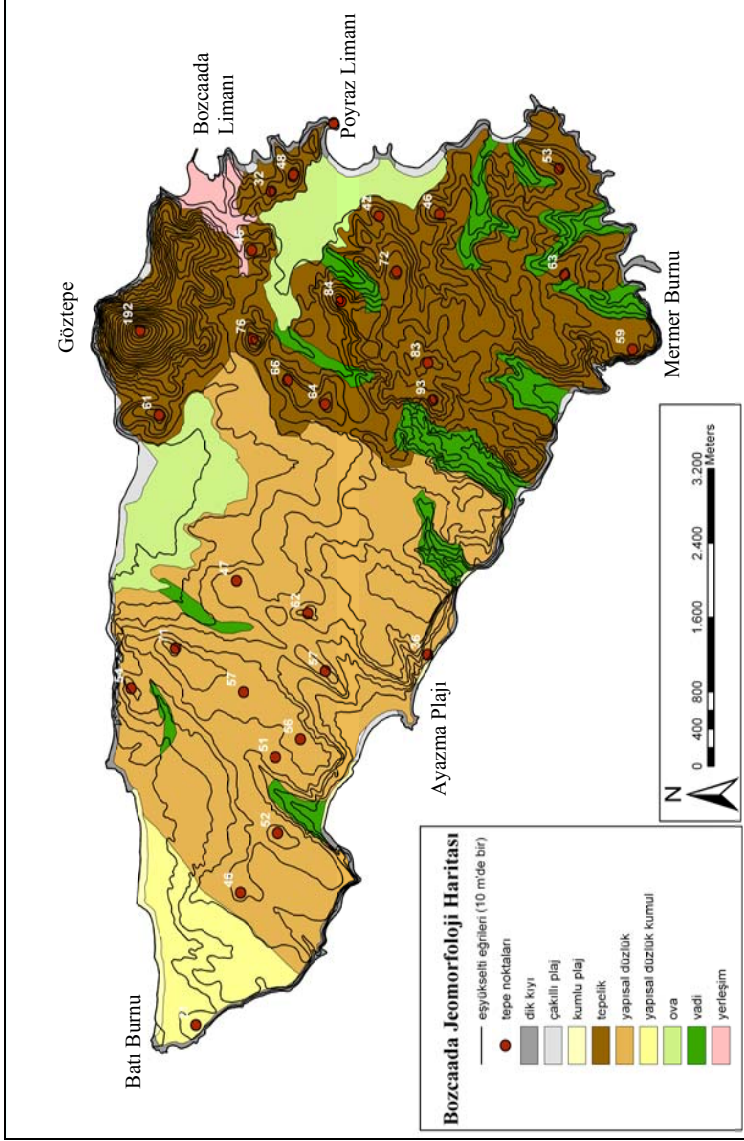 Göztepe
Bozcaada
Limanı
Poyraz Limanı
Batı Burnu
Ayazma Plajı
Mermer Burnu
192
61
76
66
64
32
48
42
46
72
84
83
93
53
63
59
47
62
57
57
56
51
52
N
0 400 800 1.600 2.400 3.200
Meters
Bozcaada Jeomorfoloji Haritası
eşyükselti eğrileri (10 m'de bir)
tepe noktaları
dik kıyı
çakıllı plaj
kumlu plaj
tepelik
yapısal düzlük
yapısal düzlük kumul
ova
vadi
yerleşim